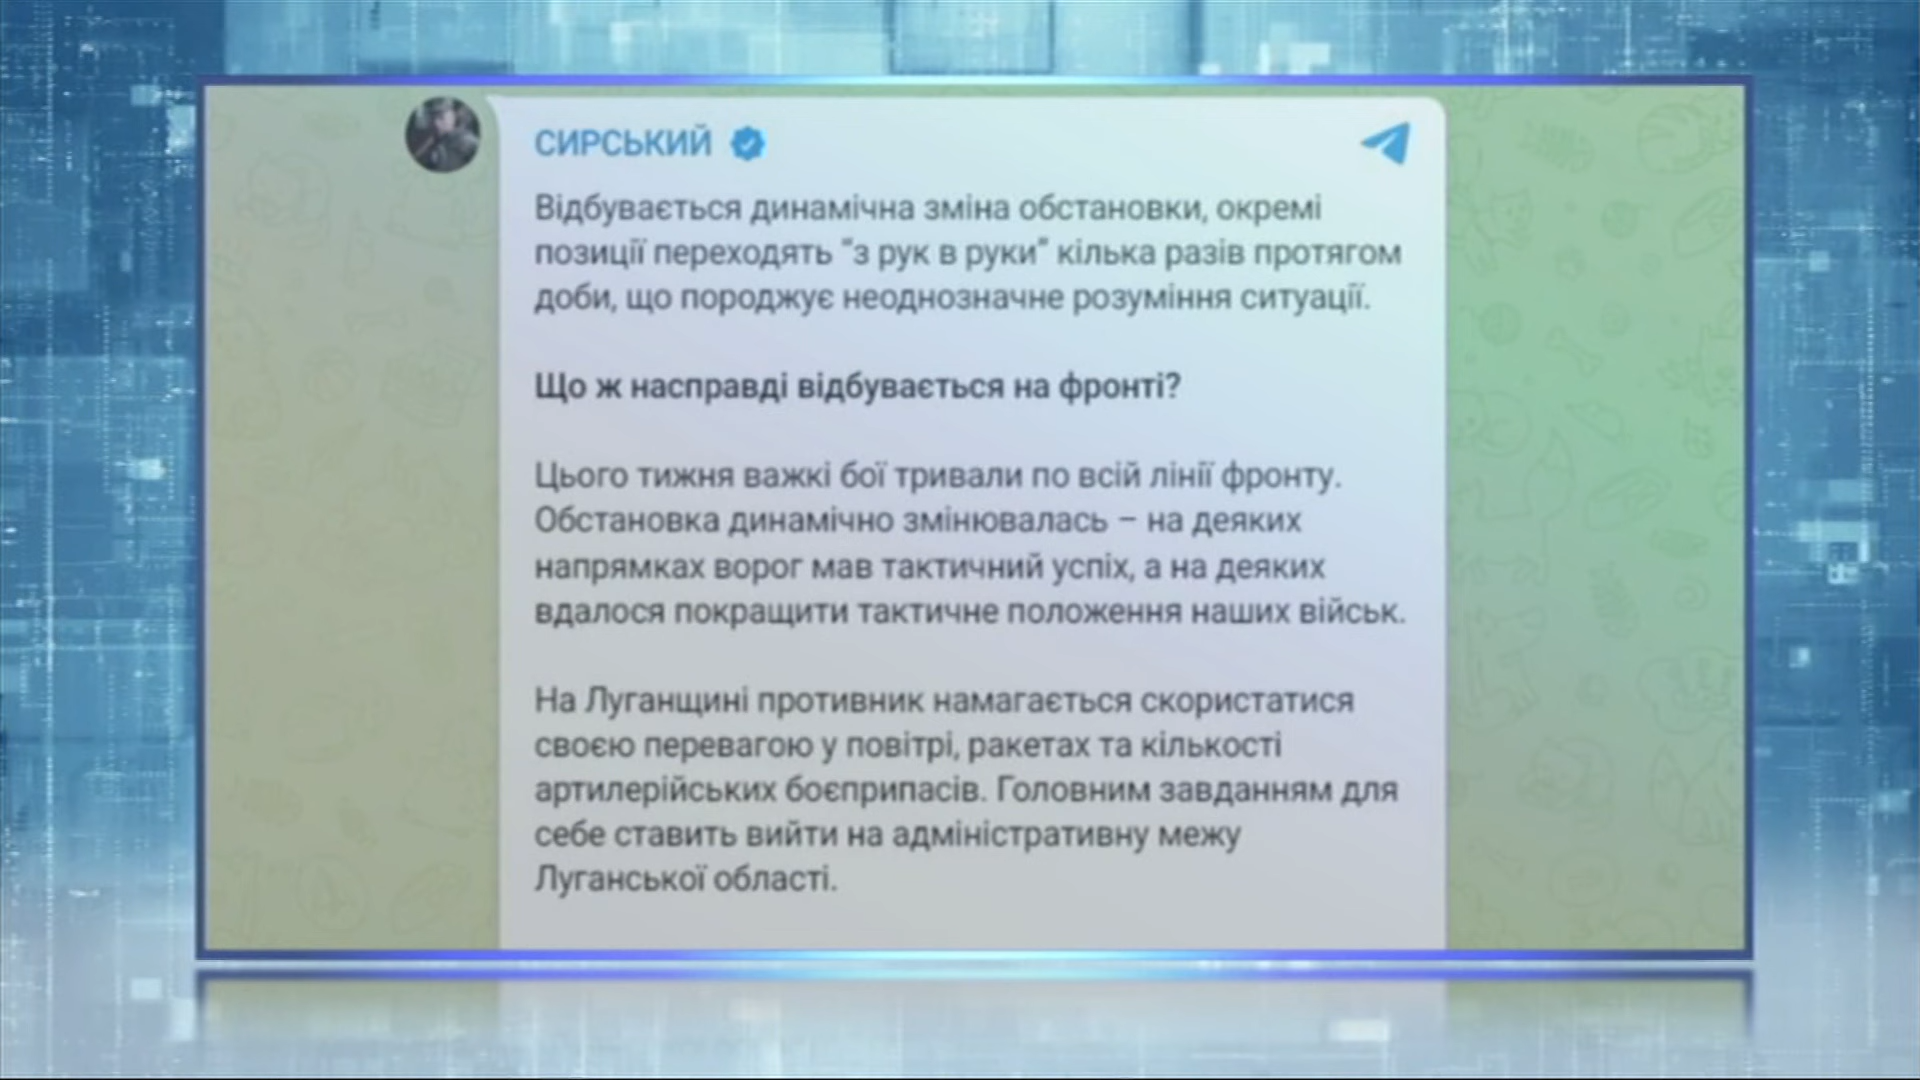 СИРСЬКИЙ
Відбувається динамічна зміна обстановки, окремі
позиції переходять “з рук в руки” кілька разів протягом
доби, що породжує неоднозначне розуміння ситуації.
Що ж насправді відбувається на фронті?
Цього тижня важкі бої тривали по всій лінії фронту.
Обстановка динамічно змінювалась – на деяких
напрямках ворог мав тактичний успіх, а на деяких
вдалося покращити тактичне положення наших військ.
На Луганщині противник намагається скористатися
своєю перевагою у повітрі, ракетах та кількості
артилерійських боєприпасів. Головним завданням для
себе ставить вийти на адміністративну межу
Луганської області.